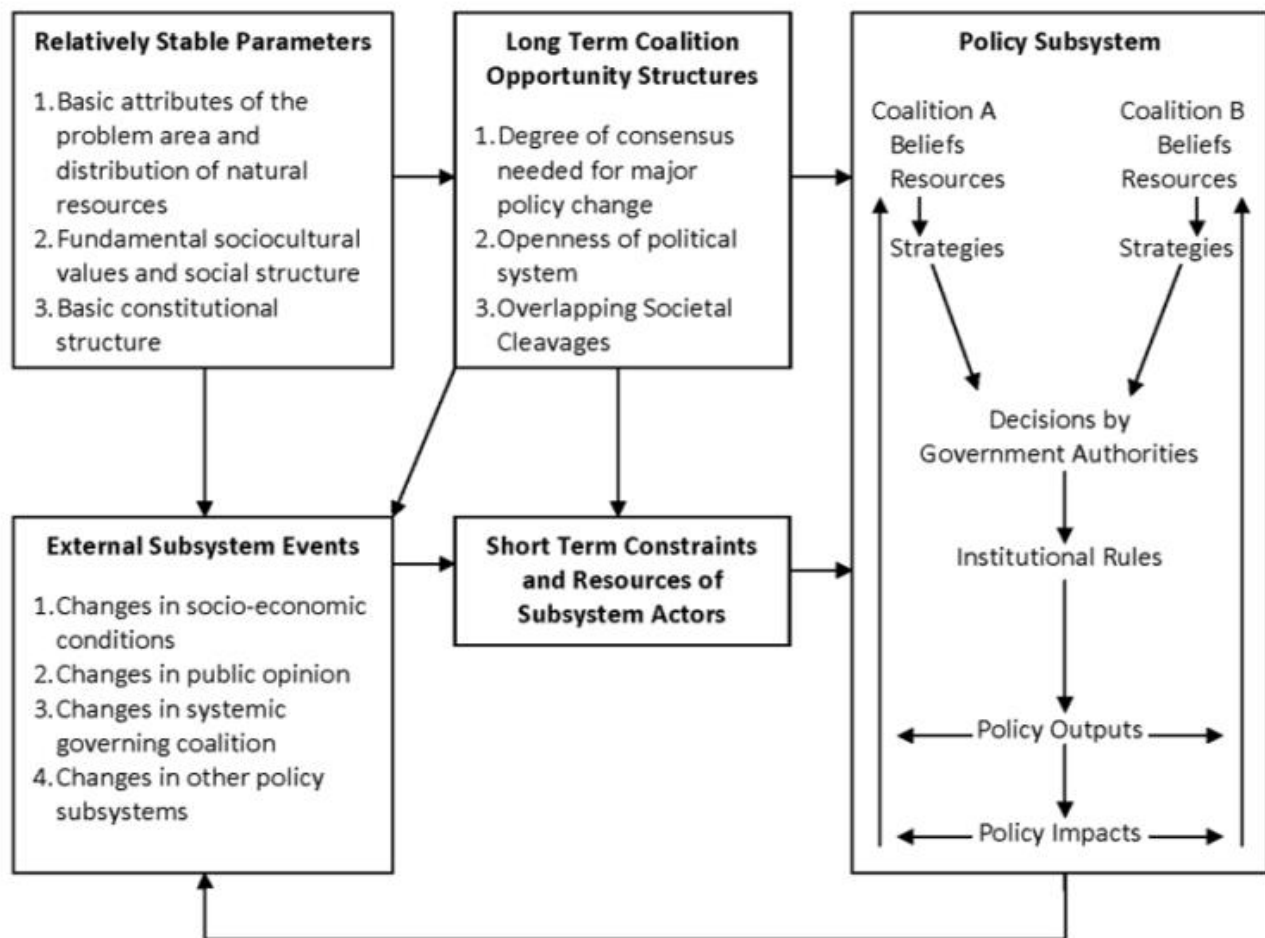 Relatively Stable Parameters
1. Basic attributes of the
problem area and
distribution of natural
resources
2. Fundamental sociocultural
values and social structure
3. Basic constitutional
structure
Long Term Coalition
Opportunity Structures
1. Degree of consensus
needed for major
policy change
2. Openness of political
system
3. Overlapping Societal
Cleavages
Policy Subsystem
Coalition A
Beliefs
Resources
Strategies
Coalition B
Beliefs
Resources
Strategies
Decisions by
Government Authorities
Institutional Rules
Policy Outputs
Policy Impacts
External Subsystem Events
1. Changes in socio-economic
conditions
2. Changes in public opinion
3. Changes in systemic
governing coalition
4. Changes in other policy
subsystems
Short Term Constraints
and Resources of
Subsystem Actors